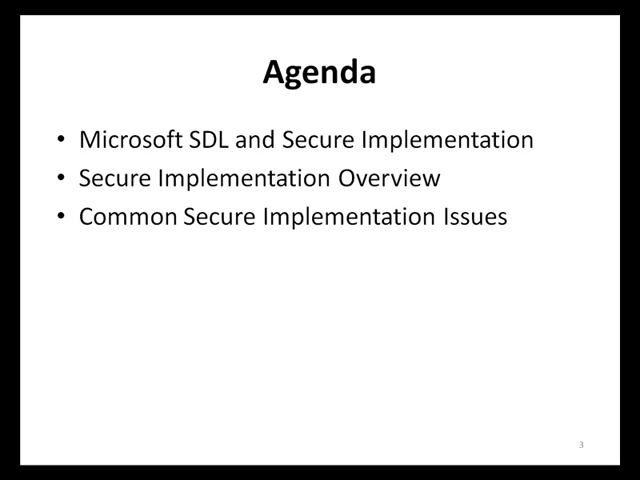 Agenda
• Microsoft SDL and Secure Implementation
• Secure Implementation Overview
• Common Secure Implementation Issues
3